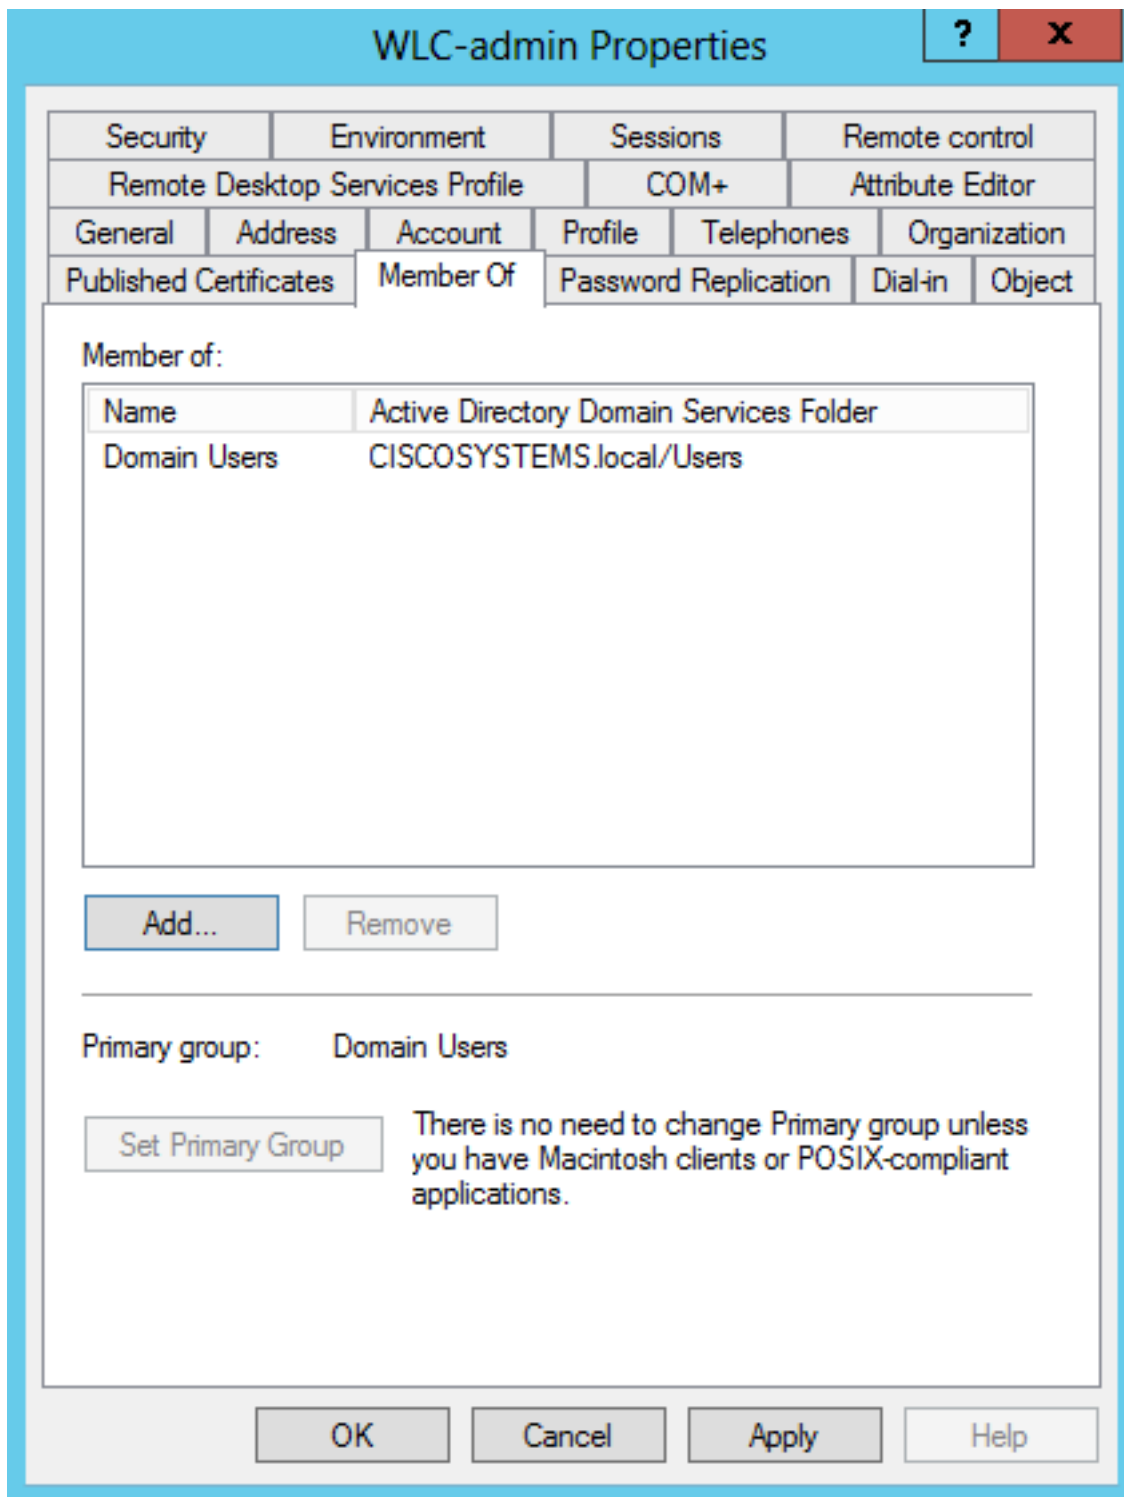 WLC-admin Properties
?
x
Security Environment Sessions Remote control
Remote Desktop Services Profile COM+ Attribute Editor
General Address Account Profile Telephones Organization
Published Certificates Member Of Password Replication Dial-in Object
Member of:
Name Active Directory Domain Services Folder
Domain Users CISCOSYSTEMS.local/Users
Add... Remove
Primary group: Domain Users
Set Primary Group
There is no need to change Primary group unless
you have Macintosh clients or POSIX-compliant
applications.
OK Cancel Apply Help